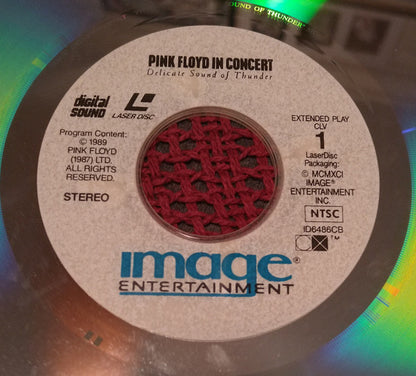 SOUND OF THUNDER
PINK FLOYD IN CONCERT
Delicate Sound of Thunder
digital
SOUND
LASER DISC
Program Content:
© 1989
PINK FLOYD
(1987) LTD.
ALL RIGHTS
RESERVED.
STEREO
EXTENDED PLAY
CLV
1
LaserDisc
Packaging:
© MCMXCI
IMAGE®
ENTERTAINMENT
INC.
NTSC
ID6486CB
TM
image®
ENTERTAINMENT